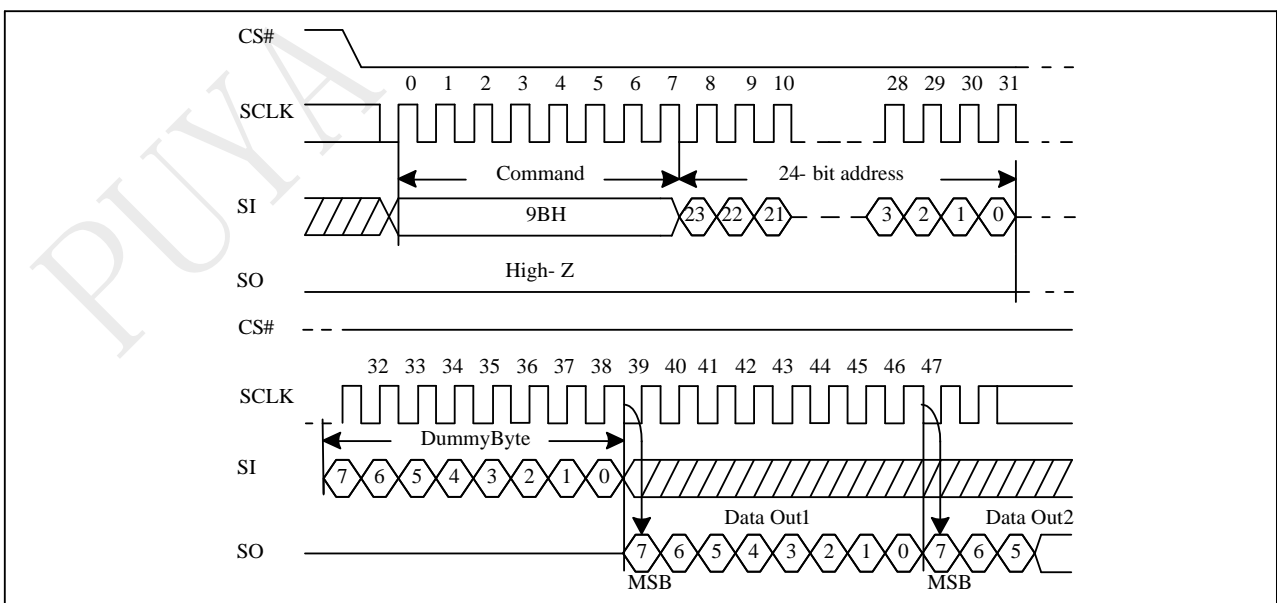 PUYA
CS#
0 1 2 3 4 5 6 7 8 9 10 28 29 30 31
SCLK
Command 24- bit address
SI 9BH 23 22 21 3 2 1 0
SO High- Z
CS#
32 33 34 35 36 37 38 39 40 41 42 43 44 45 46 47
SCLK
DummyByte
SI 7 6 5 4 3 2 1 0
Data Out1 Data Out2
SO 7 6 5 4 3 2 1 0 7 6 5
MSB MSB